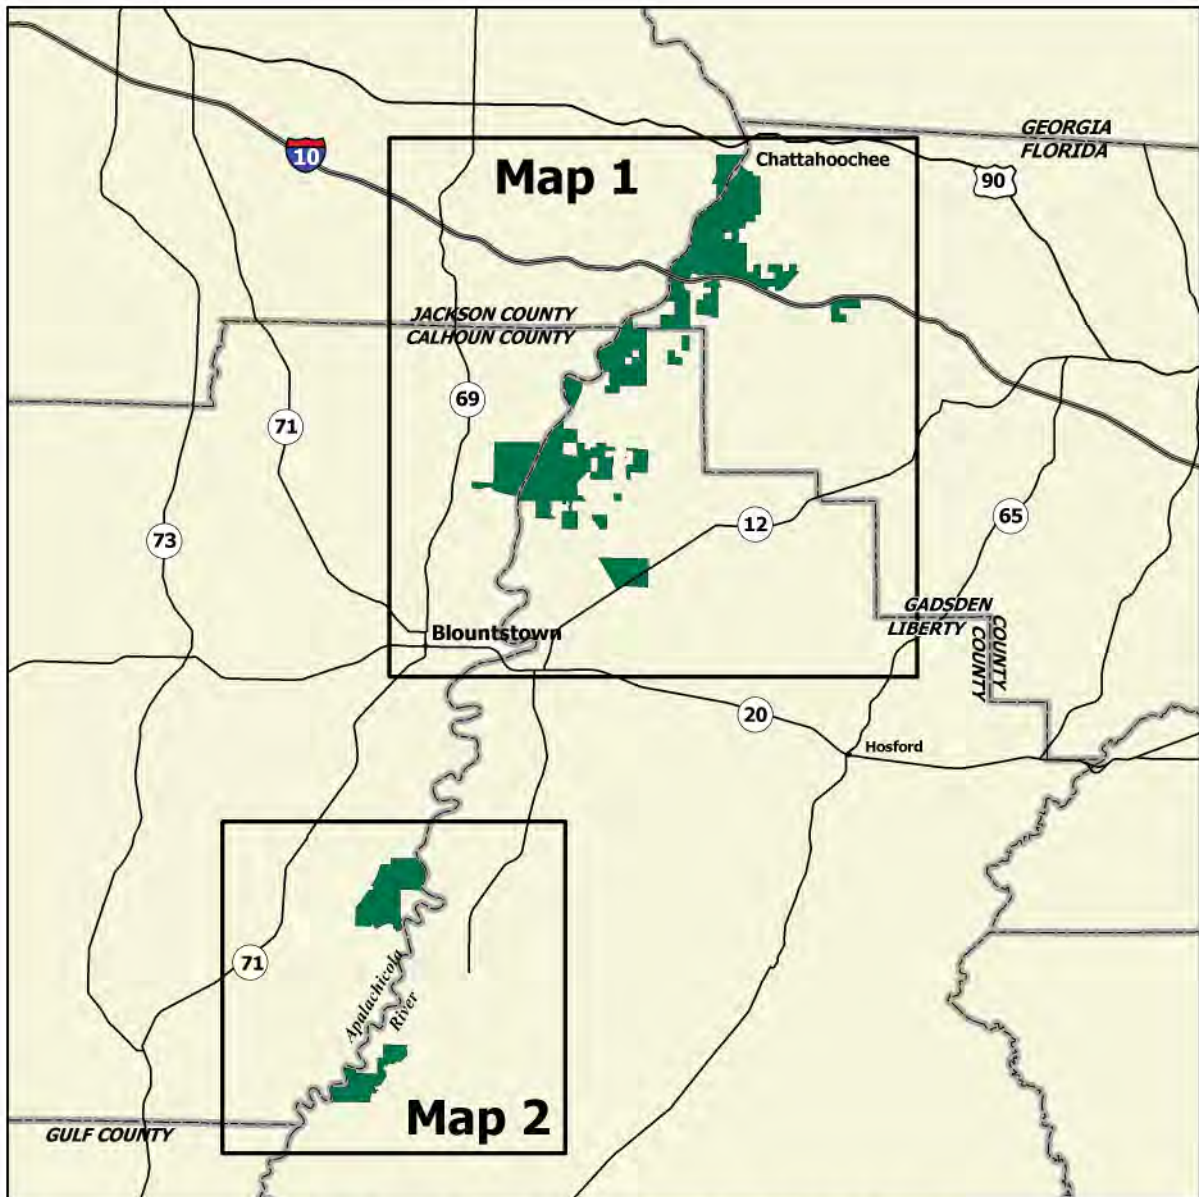 GEORGIA
FLORIDA
10
Map 1
Chattahoochee
90
JACKSON COUNTY
CALHOUN COUNTY
69
71
65
12
73
GADSDEN
LIBERTY
COUNTY
COUNTY
Blountstown
20
Hosford
71
Apalachicola
River
Map 2
GULF COUNTY